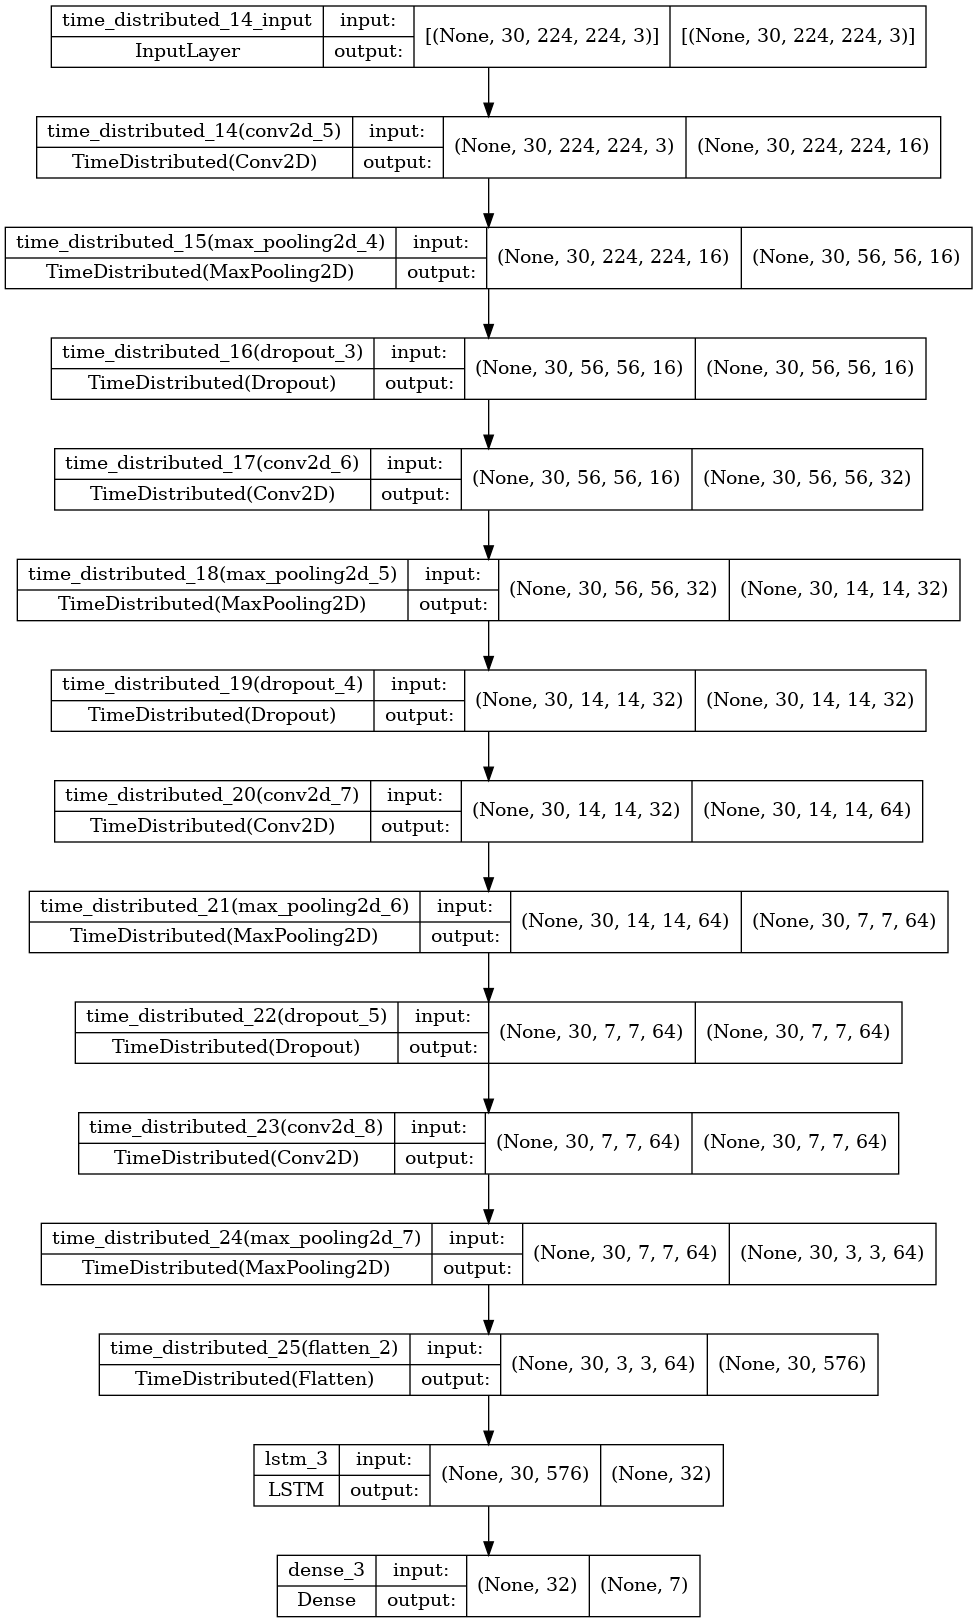 time_distributed_14_input input: [(None, 30, 224, 224, 3)] [(None, 30, 224, 224, 3)]
InputLayer output:
time_distributed_14(conv2d_5) input: (None, 30, 224, 224, 3) (None, 30, 224, 224, 16)
TimeDistributed(Conv2D) output:
time_distributed_15(max_pooling2d_4) input: (None, 30, 224, 224, 16) (None, 30, 56, 56, 16)
TimeDistributed(MaxPooling2D) output:
time_distributed_16(dropout_3) input: (None, 30, 56, 56, 16) (None, 30, 56, 56, 16)
TimeDistributed(Dropout) output:
time_distributed_17(conv2d_6) input: (None, 30, 56, 56, 16) (None, 30, 56, 56, 32)
TimeDistributed(Conv2D) output:
time_distributed_18(max_pooling2d_5) input: (None, 30, 56, 56, 32) (None, 30, 14, 14, 32)
TimeDistributed(MaxPooling2D) output:
time_distributed_19(dropout_4) input: (None, 30, 14, 14, 32) (None, 30, 14, 14, 32)
TimeDistributed(Dropout) output:
time_distributed_20(conv2d_7) input: (None, 30, 14, 14, 32) (None, 30, 14, 14, 64)
TimeDistributed(Conv2D) output:
time_distributed_21(max_pooling2d_6) input: (None, 30, 14, 14, 64) (None, 30, 7, 7, 64)
TimeDistributed(MaxPooling2D) output:
time_distributed_22(dropout_5) input: (None, 30, 7, 7, 64) (None, 30, 7, 7, 64)
TimeDistributed(Dropout) output:
time_distributed_23(conv2d_8) input: (None, 30, 7, 7, 64) (None, 30, 7, 7, 64)
TimeDistributed(Conv2D) output:
time_distributed_24(max_pooling2d_7) input: (None, 30, 7, 7, 64) (None, 30, 3, 3, 64)
TimeDistributed(MaxPooling2D) output:
time_distributed_25(flatten_2) input: (None, 30, 3, 3, 64) (None, 30, 576)
TimeDistributed(Flatten) output:
lstm_3 input: (None, 30, 576) (None, 32)
LSTM output:
dense_3 input: (None, 32) (None, 7)
Dense output: